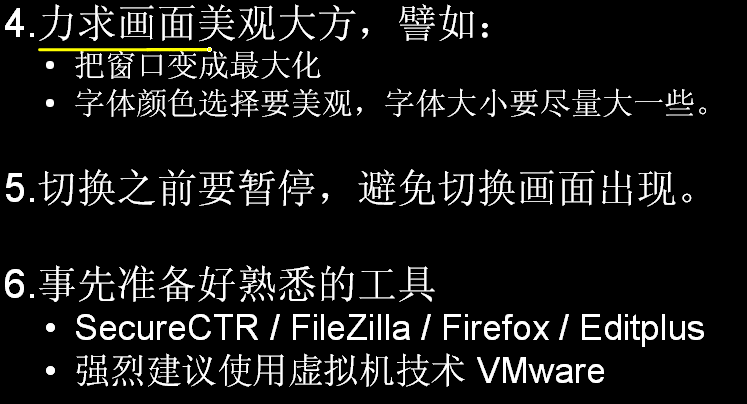 4.力求画面美观大方，譬如：
• 把窗口变成最大化
• 字体颜色选择要美观，字体大小要尽量大一些。
5.切换之前要暂停，避免切换画面出现。
6.事先准备好熟悉的工具
• SecureCTR / FileZilla / Firefox / Editplus
• 强烈建议使用虚拟机技术 VMware